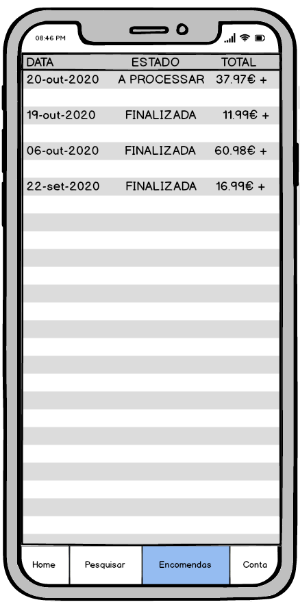 08:46 PM
DATA ESTADO TOTAL
20-out-2020 A PROCESSAR 37.97€ +
19-out-2020 FINALIZADA 11.99€ +
06-out-2020 FINALIZADA 60.98€ +
22-set-2020 FINALIZADA 16.99€ +
Home Pesquisar Encomendas Conta